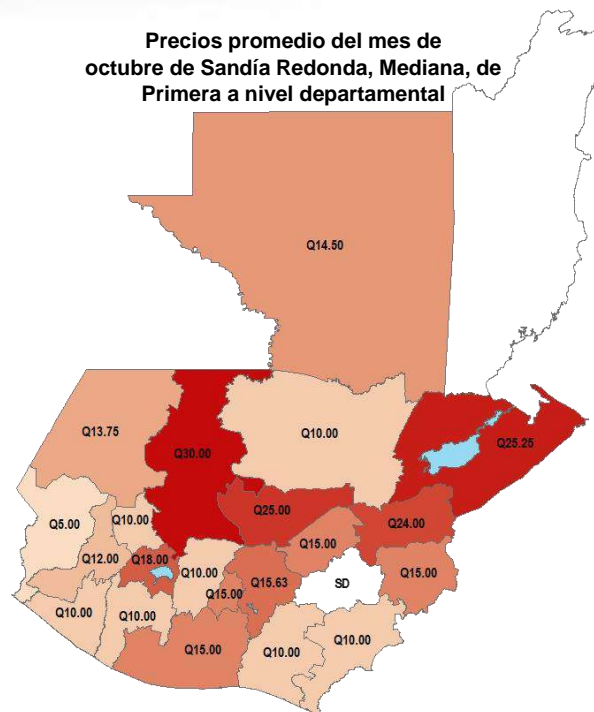 Precios promedio del mes de
octubre de Sandía Redonda, Mediana, de
Primera a nivel departamental
Q14.50
Q13.75
Q30.00
Q10.00
Q25.25
Q5.00
Q10.00
Q25.00
Q24.00
Q12.00
Q18.00
Q10.00
Q15.00
Q15.00
Q15.63
SD
Q15.00
Q10.00
Q10.00
Q15.00
Q10.00
Q10.00